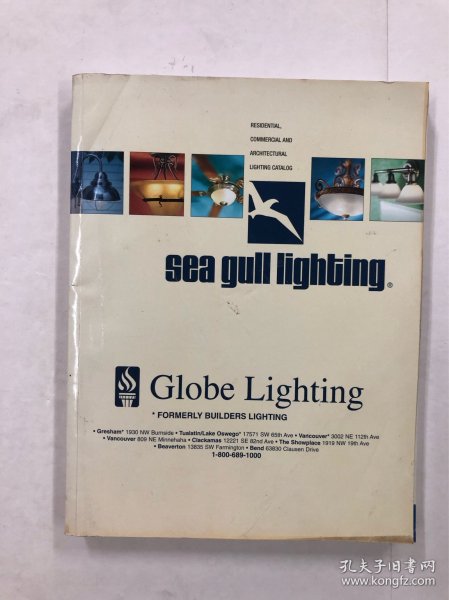 RESIDENTIAL,
COMMERCIAL AND
ARCHITECTURAL
LIGHTING CATALOG
sea gull lighting®
Globe Lighting
* FORMERLY BUILDERS LIGHTING
• Gresham* 1930 NW Burnside • Tualatin/Lake Oswego* 17571 SW 65th Ave • Vancouver* 3002 NE 112th Ave
• Vancouver 809 NE Minnehaha • Clackamas 12221 SE 82nd Ave • The Showplace 1919 NW 19th Ave
• Beaverton 13835 SW Farmington • Bend 63830 Clausen Drive
1-800-689-1000
孔夫子旧书网
www.kongfz.com